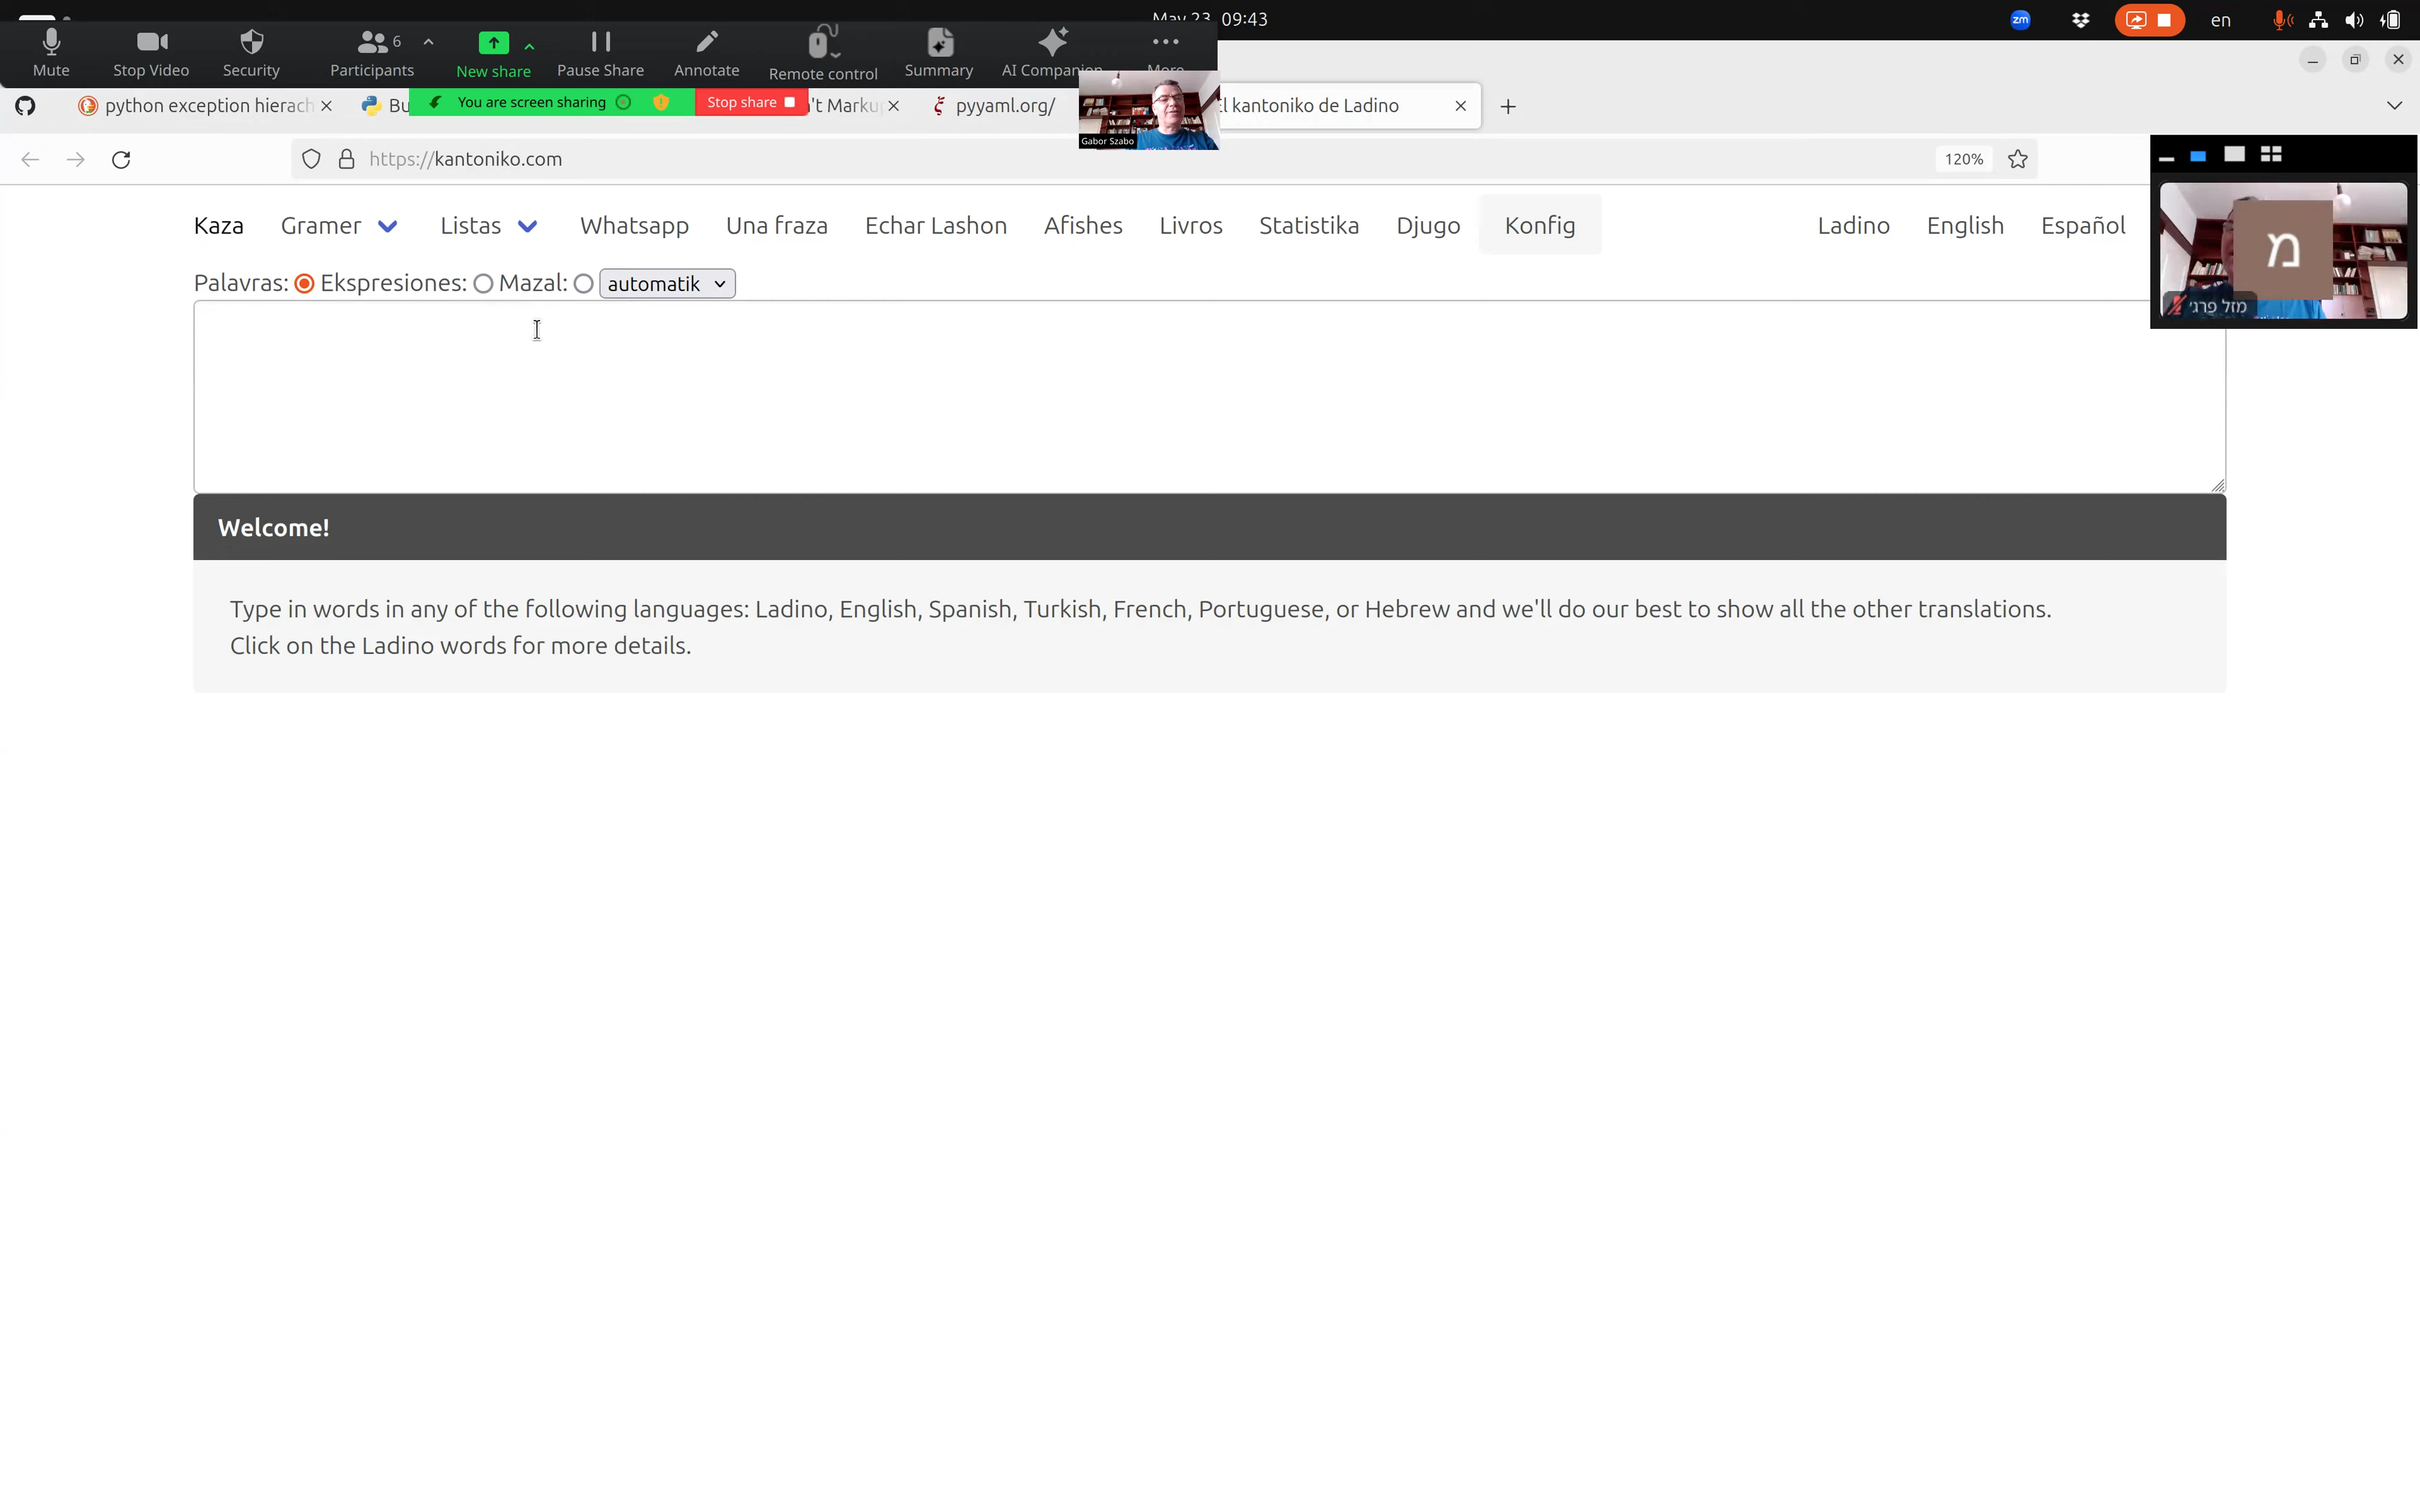 May 23 09:43
en
Mute
Stop Video
Security
Participants
6
New share
Pause Share
Annotate
Remote control
Summary
AI Companion
More
python exception hierach
Bu
You are screen sharing
Stop share
't Marku
pyyaml.org/
Gabor Szabo
l kantoniko de Ladino
https://kantoniko.com
120%
Kaza
Gramer
Listas
Whatsapp
Una fraza
Echar Lashon
Afishes
Livros
Statistika
Djugo
Konfig
Ladino
English
Español
מ
מזל פרג׳
Palavras: Ekspresiones: Mazal: automatik
Welcome!
Type in words in any of the following languages: Ladino, English, Spanish, Turkish, French, Portuguese, or Hebrew and we'll do our best to show all the other translations.
Click on the Ladino words for more details.